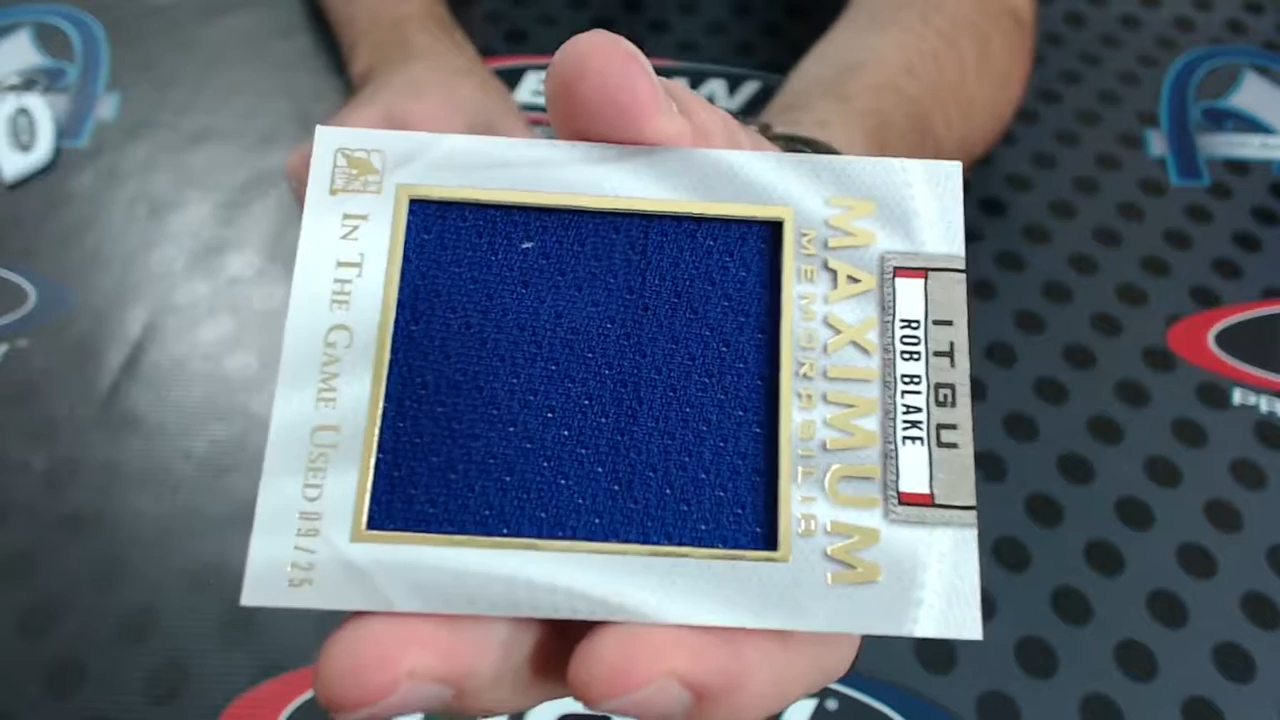 ITGU
ROB BLAKE
MAXIMUM
MEMORABILIA
IN THE GAME USED 09/25